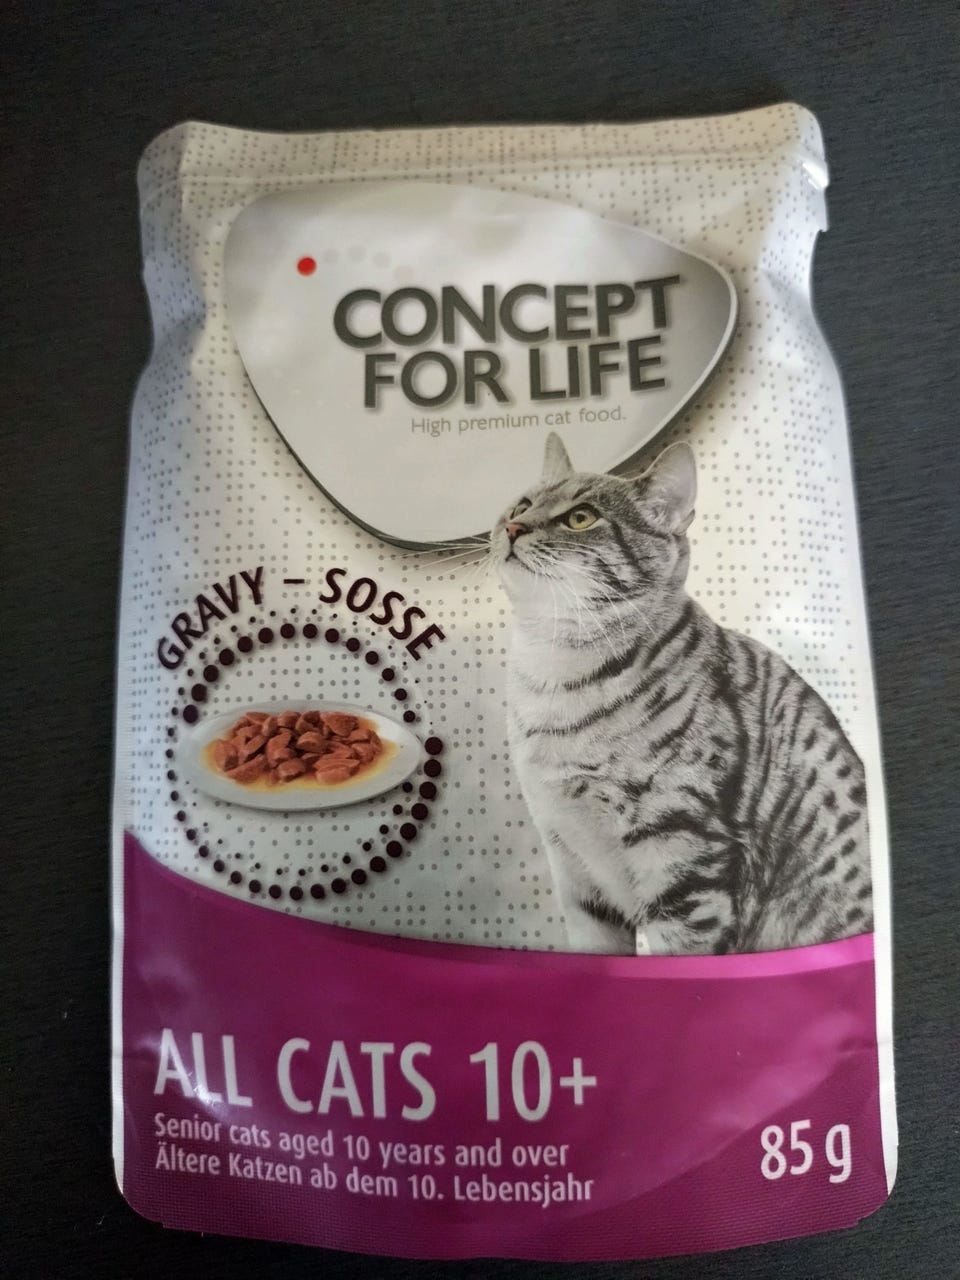 CONCEPT
FOR LIFE
High premium cat food.
GRAVY – SOSSE
ALL CATS 10+
Senior cats aged 10 years and over
Ältere Katzen ab dem 10. Lebensjahr
85 g